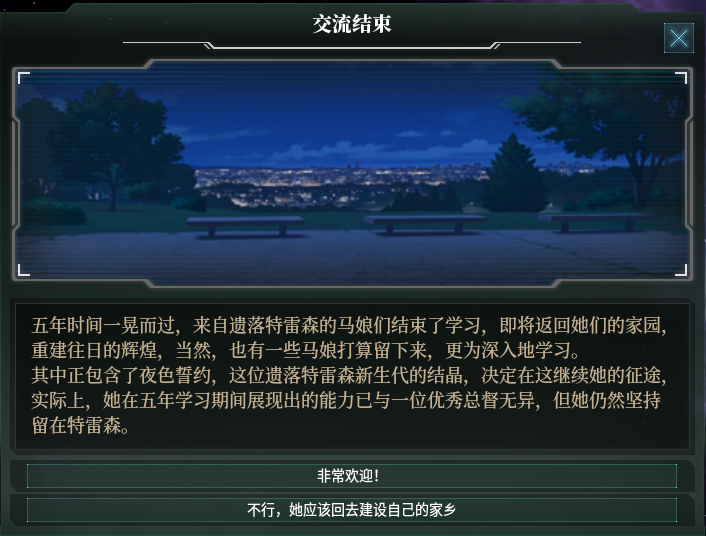 交流结束
五年时间一晃而过，来自遗落特雷森的马娘们结束了学习，即将返回她们的家园，
重建往日的辉煌，当然，也有一些马娘打算留下来，更为深入地学习。
其中正包含了夜色誓约，这位遗落特雷森新生代的结晶，决定在这继续她的征途，
实际上，她在五年学习期间展现出的能力已与一位优秀总督无异，但她仍然坚持
留在特雷森。
非常欢迎！
不行，她应该回去建设自己的家乡